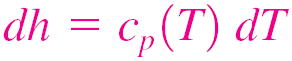 dh = c_p(T) dT